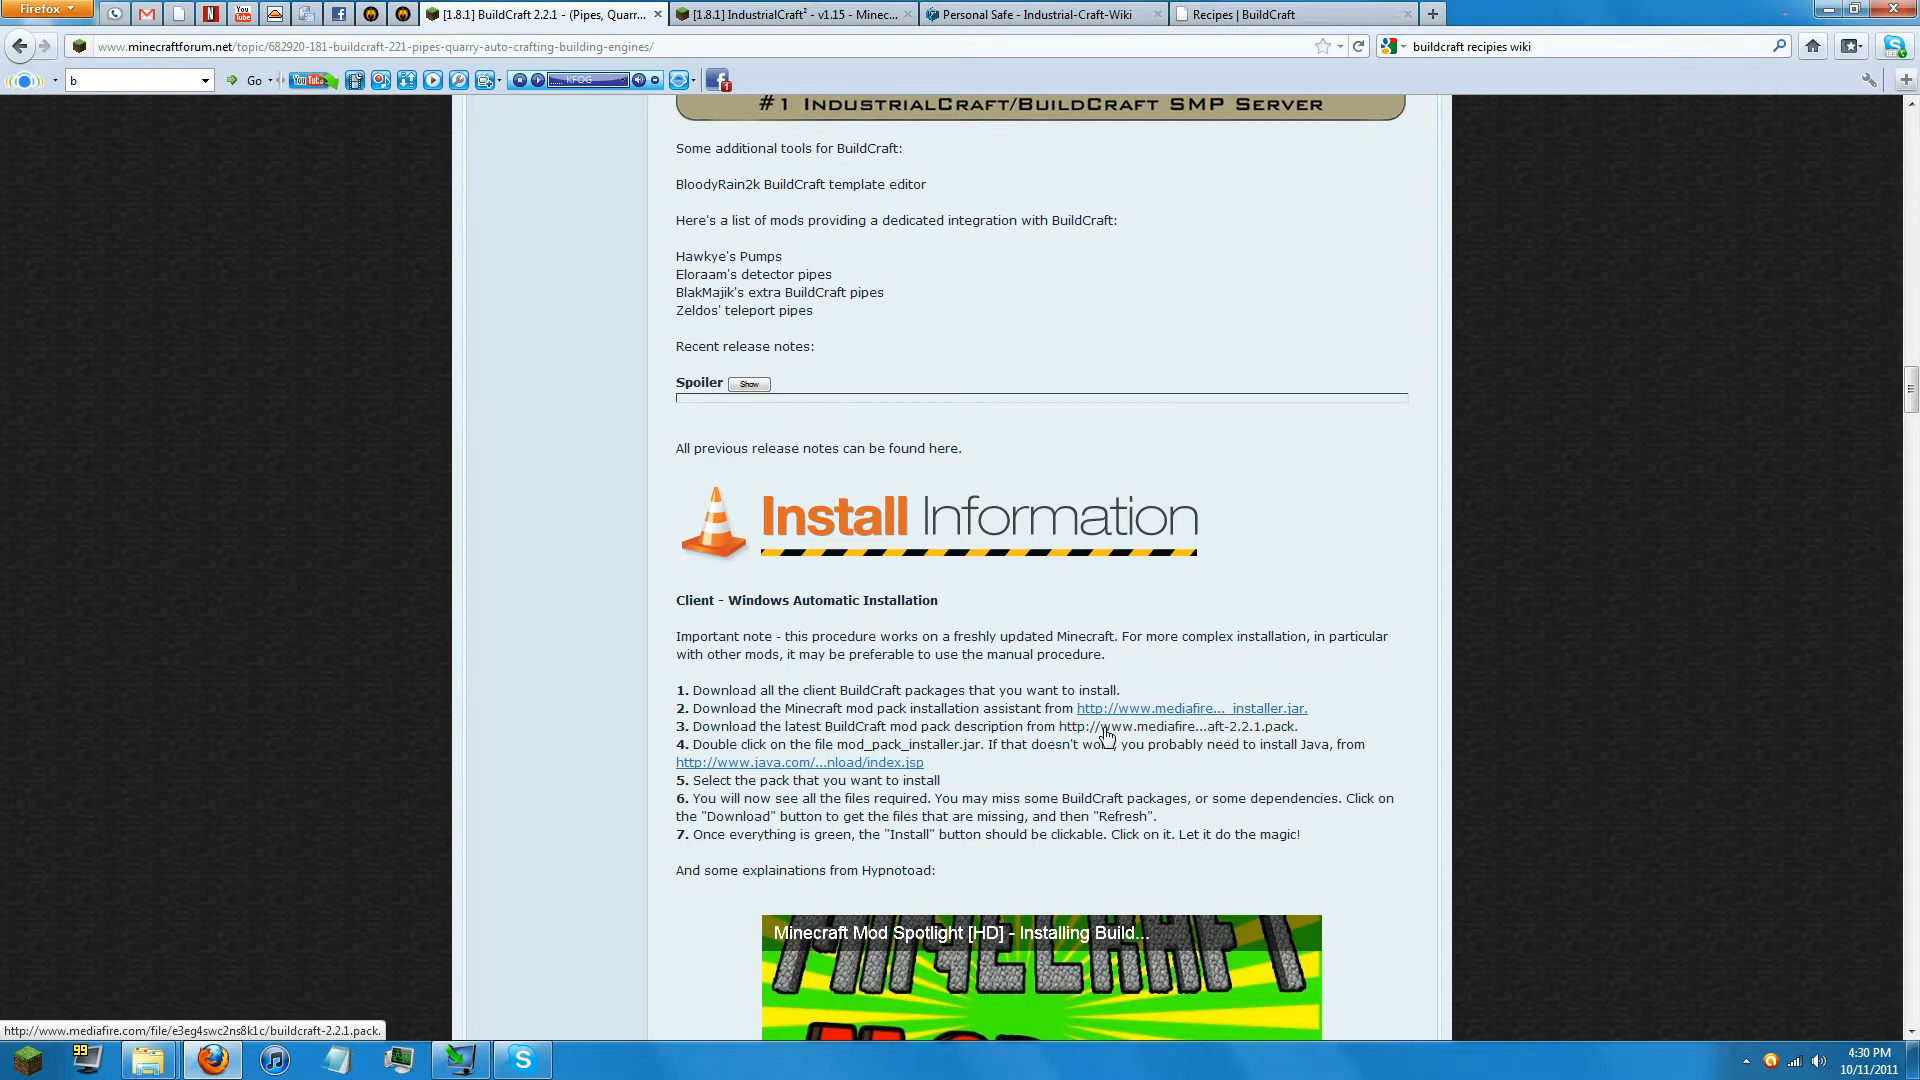 Firefox
[1.8.1] BuildCraft 2.2.1 - (Pipes, Quarr...
[1.8.1] IndustrialCraft² - v1.15 - Minec...
Personal Safe - Industrial-Craft-Wiki
Recipes | BuildCraft
www.minecraftforum.net/topic/682920-181-buildcraft-221-pipes-quarry-auto-crafting-building-engines/
buildcraft recipies wiki
b
Go
YouTube
KFOG
1
#1 IndustrialCraft/BuildCraft SMP Server
Some additional tools for BuildCraft:
BloodyRain2k BuildCraft template editor
Here's a list of mods providing a dedicated integration with BuildCraft:
Hawkye's Pumps
Eloraam's detector pipes
BlakMajik's extra BuildCraft pipes
Zeldos' teleport pipes
Recent release notes:
Spoiler Show
All previous release notes can be found here.
Install Information
Client - Windows Automatic Installation
Important note - this procedure works on a freshly updated Minecraft. For more complex installation, in particular
with other mods, it may be preferable to use the manual procedure.
1. Download all the client BuildCraft packages that you want to install.
2. Download the Minecraft mod pack installation assistant from http://www.mediafire..._installer.jar.
3. Download the latest BuildCraft mod pack description from http://www.mediafire...aft-2.2.1.pack.
4. Double click on the file mod_pack_installer.jar. If that doesn't work, you probably need to install Java, from
http://www.java.com/...nload/index.jsp
5. Select the pack that you want to install
6. You will now see all the files required. You may miss some BuildCraft packages, or some dependencies. Click on
the "Download" button to get the files that are missing, and then "Refresh".
7. Once everything is green, the "Install" button should be clickable. Click on it. Let it do the magic!
And some explainations from Hypnotoad:
Minecraft Mod Spotlight [HD] - Installing Build...
MINECRAFT
http://www.mediafire.com/file/e3eg4swc2ns8k1c/buildcraft-2.2.1.pack.
99
4:30 PM
10/11/2011